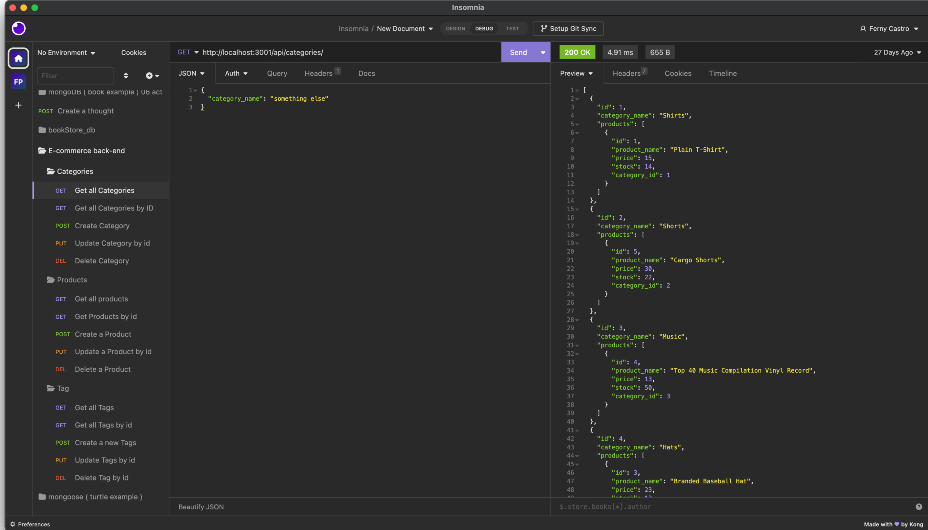 Insomnia
Insomnia / New Document
DESIGN DEBUG TEST
Setup Git Sync
Ferny Castro
FP
No Environment
Cookies
Filter
mongoDB ( book example ) 06 act
POST Create a thought
bookStore_db
E-commerce back-end
Categories
GET Get all Categories
GET Get all Categories by ID
POST Create Category
PUT Update Category by id
DEL Delete Category
Products
GET Get all products
GET Get Products by id
POST Create a Product
PUT Update a Product by id
DEL Delete a Product
Tag
GET Get all Tags
GET Get all Tags by id
POST Create a new Tags
PUT Update Tags by id
DEL Delete Tag by id
mongoose ( turtle example )
Preferences
GET http://localhost:3001/api/categories/
Send
JSON Auth Query Headers 1 Docs
1 {
2 "category_name": "something else"
3 }
Beautify JSON
200 OK 4.91 ms 655 B 27 Days Ago
Preview Headers 7 Cookies Timeline
1 [
2 {
3 "id": 1,
4 "category_name": "Shirts",
5 "products": [
6 {
7 "id": 1,
8 "product_name": "Plain T-Shirt",
9 "price": 15,
10 "stock": 14,
11 "category_id": 1
12 }
13 ]
14 },
15 {
16 "id": 2,
17 "category_name": "Shorts",
18 "products": [
19 {
20 "id": 5,
21 "product_name": "Cargo Shorts",
22 "price": 30,
23 "stock": 22,
24 "category_id": 2
25 }
26 ]
27 },
28 {
29 "id": 3,
30 "category_name": "Music",
31 "products": [
32 {
33 "id": 4,
34 "product_name": "Top 40 Music Compilation Vinyl Record",
35 "price": 13,
36 "stock": 50,
37 "category_id": 3
38 }
39 ]
40 },
41 {
42 "id": 4,
43 "category_name": "Hats",
44 "products": [
45 {
46 "id": 3,
47 "product_name": "Branded Baseball Hat",
48 "price": 23,
$.store.books[*].author
Made with 💜 by Kong